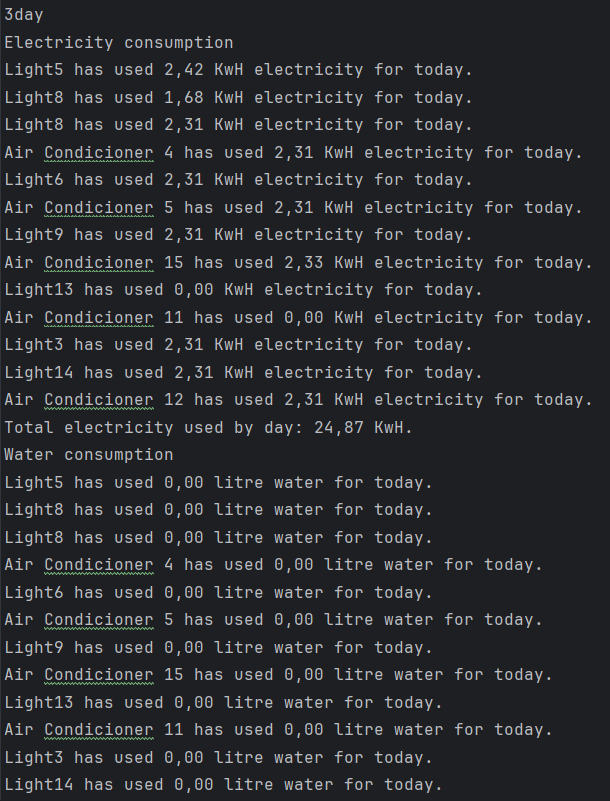 3day
Electricity consumption
Light5 has used 2,42 KwH electricity for today.
Light8 has used 1,68 KwH electricity for today.
Light8 has used 2,31 KwH electricity for today.
Air Condicioner 4 has used 2,31 KwH electricity for today.
Light6 has used 2,31 KwH electricity for today.
Air Condicioner 5 has used 2,31 KwH electricity for today.
Light9 has used 2,31 KwH electricity for today.
Air Condicioner 15 has used 2,33 KwH electricity for today.
Light13 has used 0,00 KwH electricity for today.
Air Condicioner 11 has used 0,00 KwH electricity for today.
Light3 has used 2,31 KwH electricity for today.
Light14 has used 2,31 KwH electricity for today.
Air Condicioner 12 has used 2,31 KwH electricity for today.
Total electricity used by day: 24,87 KwH.
Water consumption
Light5 has used 0,00 litre water for today.
Light8 has used 0,00 litre water for today.
Light8 has used 0,00 litre water for today.
Air Condicioner 4 has used 0,00 litre water for today.
Light6 has used 0,00 litre water for today.
Air Condicioner 5 has used 0,00 litre water for today.
Light9 has used 0,00 litre water for today.
Air Condicioner 15 has used 0,00 litre water for today.
Light13 has used 0,00 litre water for today.
Air Condicioner 11 has used 0,00 litre water for today.
Light3 has used 0,00 litre water for today.
Light14 has used 0,00 litre water for today.